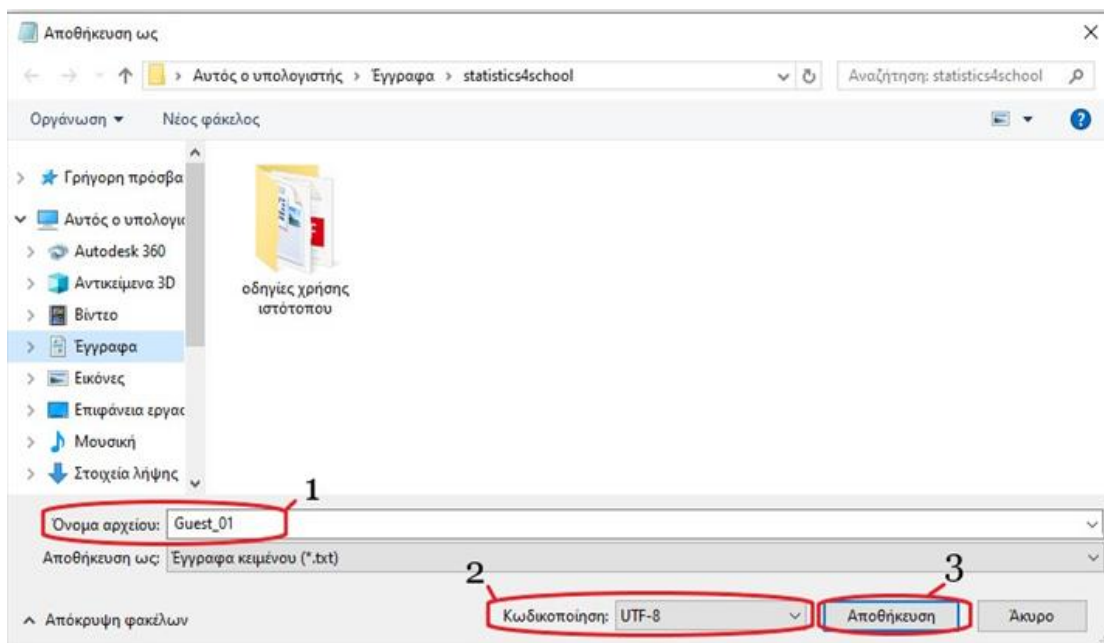 Αποθήκευση ως
Αυτός ο υπολογιστής > Έγγραφα > statistics4school
Αναζήτηση: statistics4school
Οργάνωση
Νέος φάκελος
Γρήγορη πρόσβα
Αυτός ο υπολογισ
Autodesk 360
Αντικείμενα 3D
Βίντεο
Έγγραφα
Εικόνες
Επιφάνεια εργασ
Μουσική
Στοιχεία λήψης
οδηγίες χρήσης
ιστότοπου
1
Όνομα αρχείου: Guest_01
Αποθήκευση ως: Έγγραφα κειμένου (*.txt)
2
3
Απόκρυψη φακέλων
Κωδικοποίηση: UTF-8
Αποθήκευση
Άκυρο